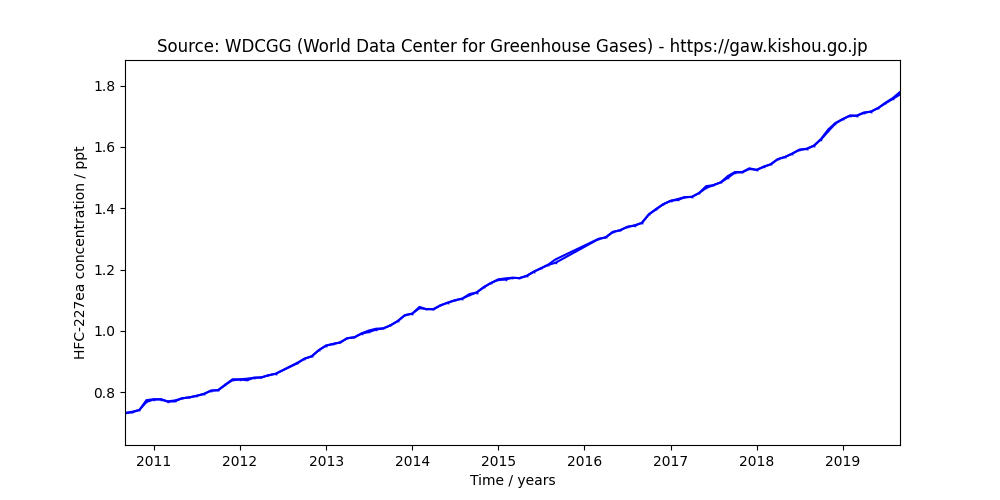 Source: WDCGG (World Data Center for Greenhouse Gases) - https://gaw.kishou.go.jp
HFC-227ea concentration / ppt
1.8
1.6
1.4
1.2
1.0
0.8
2011 2012 2013 2014 2015 2016 2017 2018 2019
Time / years